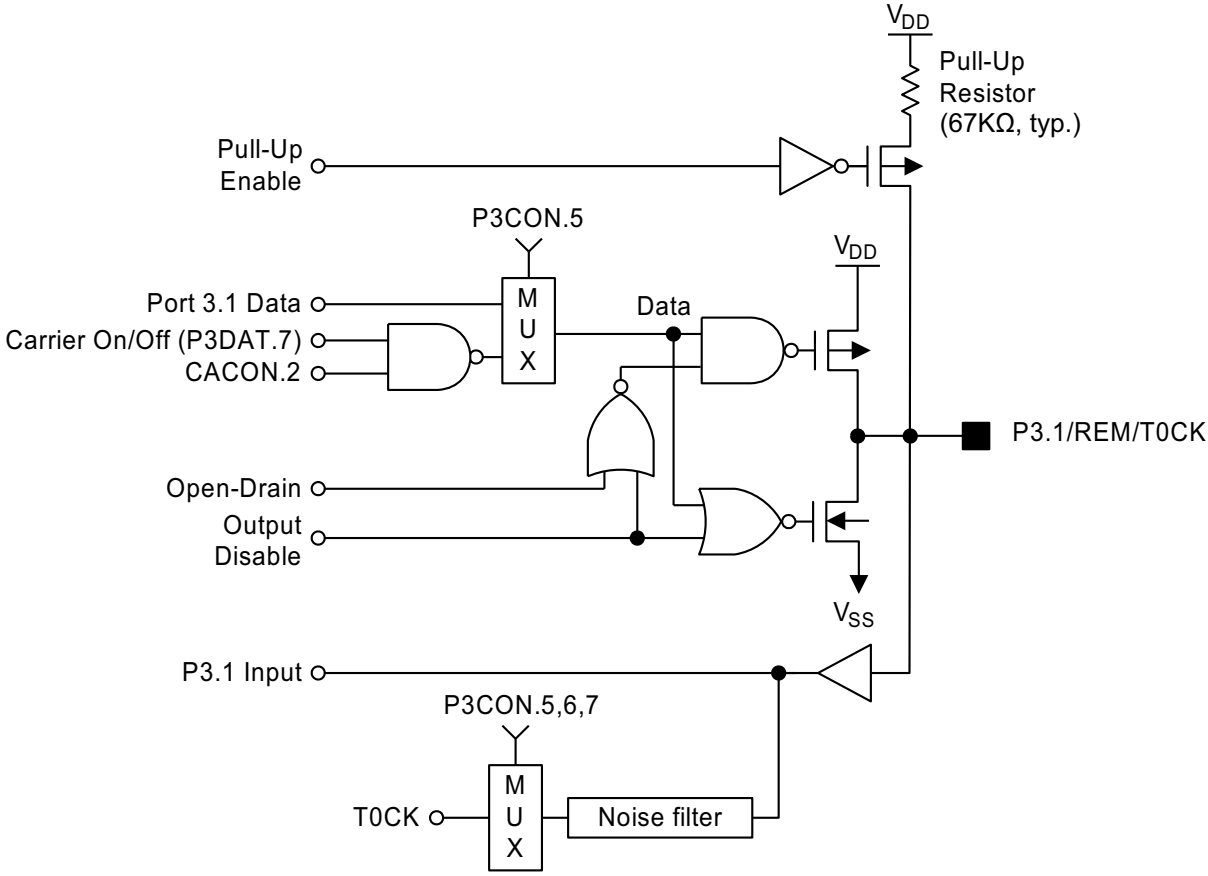 VDD
Pull-Up
Resistor
(67KΩ, typ.)
Pull-Up
Enable
P3CON.5
VDD
Port 3.1 Data
M
U
X
Data
Carrier On/Off (P3DAT.7)
CACON.2
P3.1/REM/T0CK
Open-Drain
Output
Disable
VSS
P3.1 Input
P3CON.5,6,7
M
U
X
T0CK
Noise filter